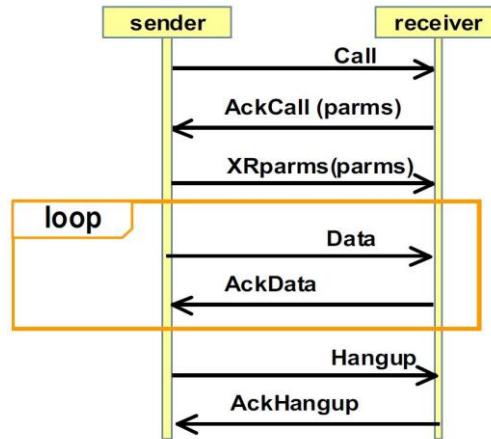 sender receiver
Call
AckCall (parms)
XRparms(parms)
loop
Data
AckData
Hangup
AckHangup